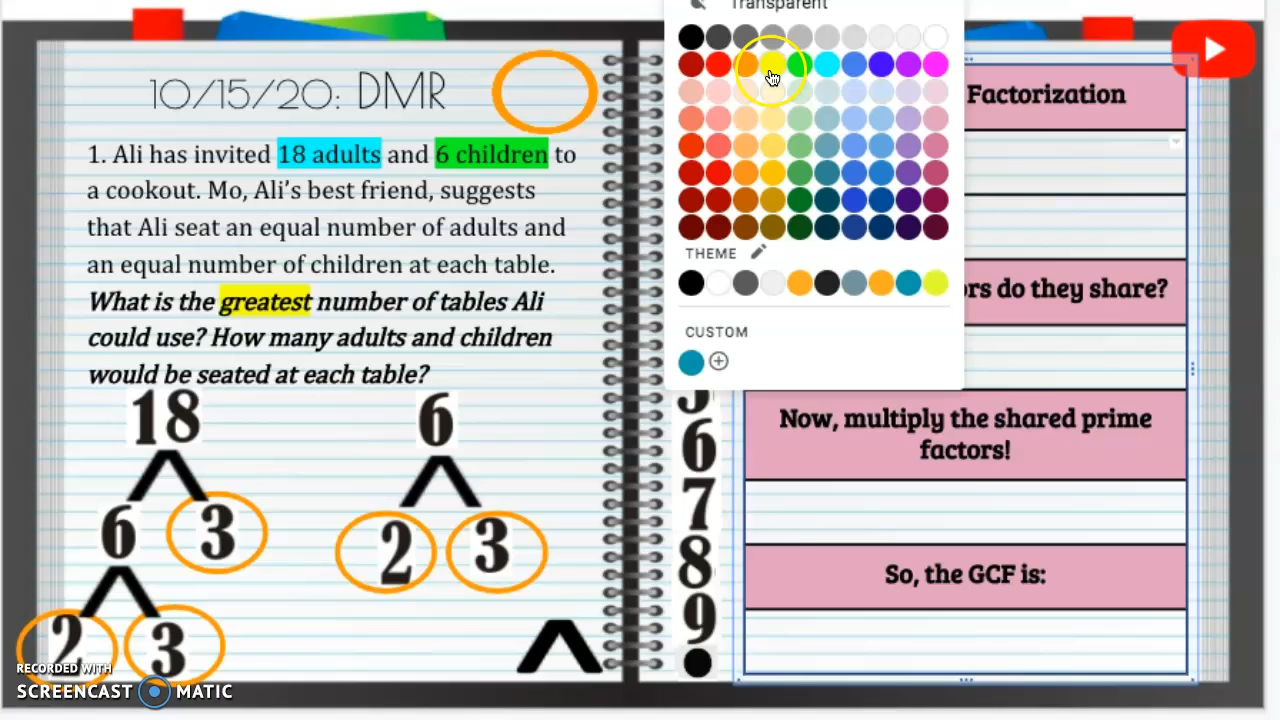 Transparent
10/15/20: DMR
1. Ali has invited 18 adults and 6 children to
a cookout. Mo, Ali's best friend, suggests
that Ali seat an equal number of adults and
an equal number of children at each table.
What is the greatest number of tables Ali
could use? How many adults and children
would be seated at each table?
18
6
6 3
2 3
2 3
THEME
CUSTOM
5
6
7
8
9
Factorization
do they share?
Now, multiply the shared prime
factors!
So, the GCF is:
RECORDED WITH
SCREENCAST MATIC